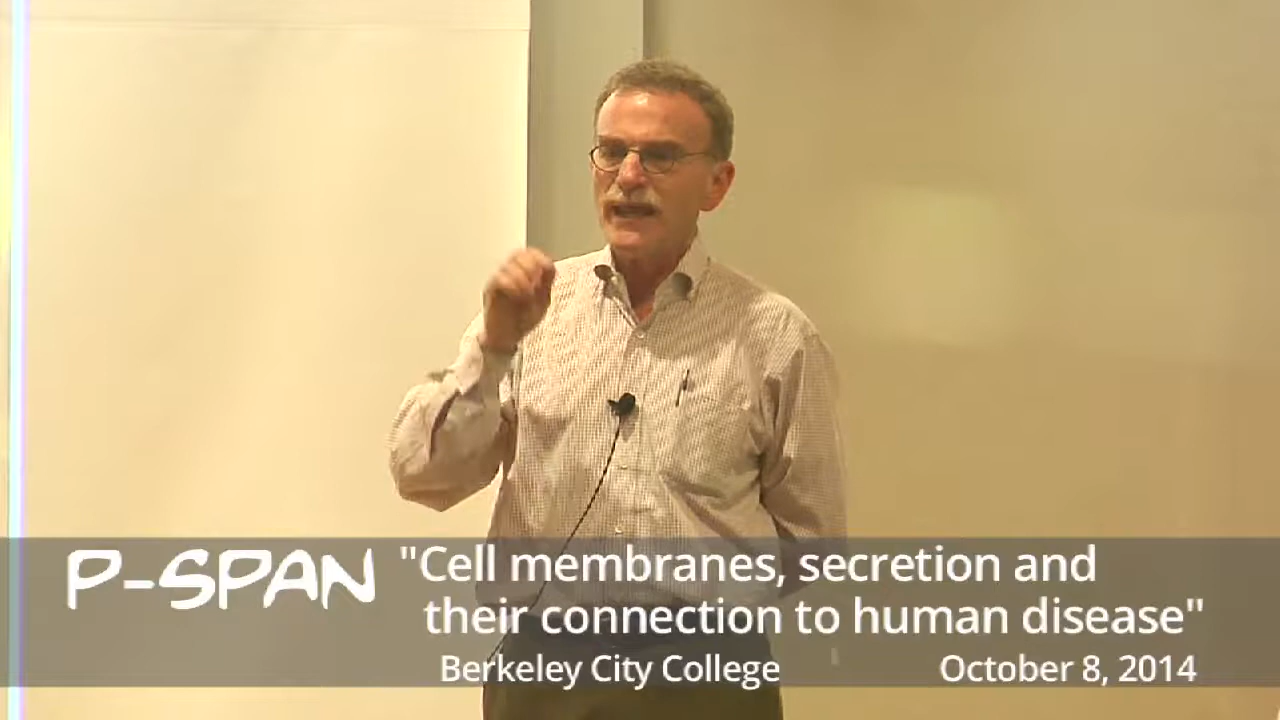 P-SPAN
"Cell membranes, secretion and
their connection to human disease"
Berkeley City College
October 8, 2014